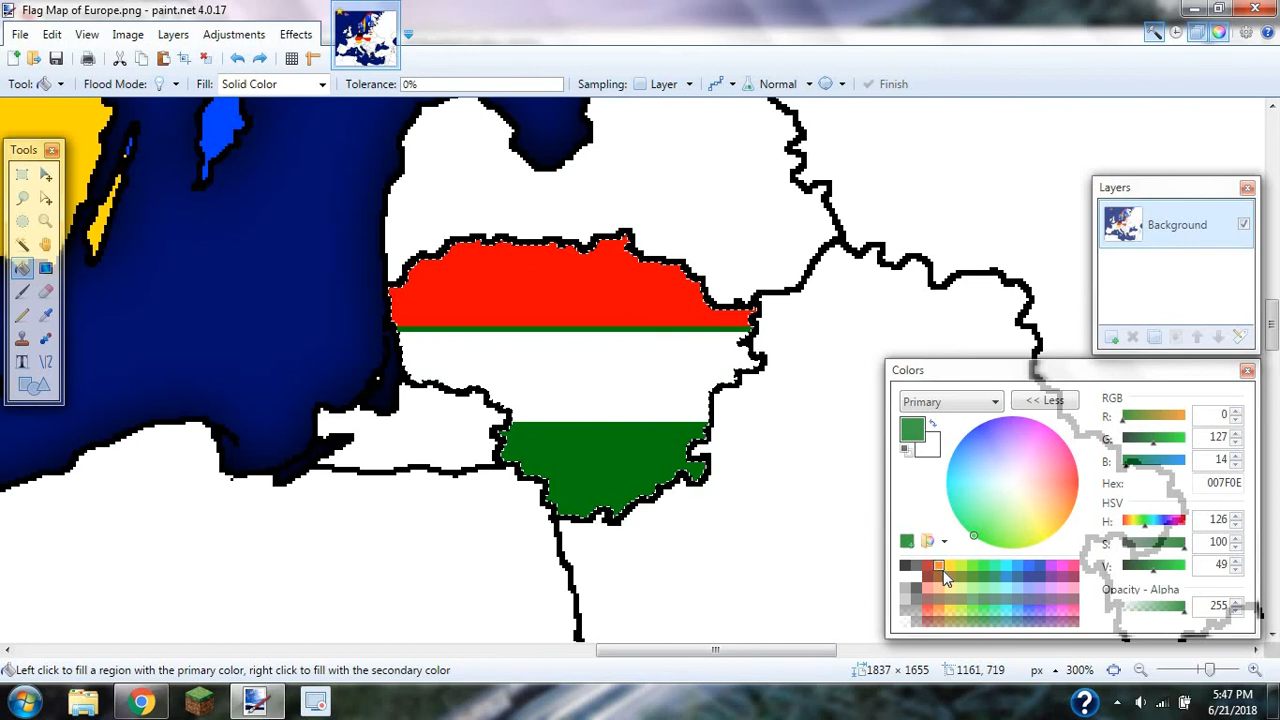 Flag Map of Europe.png - paint.net 4.0.17
File Edit View Image Layers Adjustments Effects
Tool: Flood Mode: Fill: Solid Color Tolerance: 0% Sampling: Layer Normal Finish
Tools
Layers
Background
Colors
Primary
<< Less
RGB
R: 0
G: 127
B: 14
Hex: 007F0E
HSV
H: 126
S: 100
V: 49
Opacity - Alpha
255
Left click to fill a region with the primary color, right click to fill with the secondary color
1837 × 1655
1161, 719
px
300%
5:47 PM
6/21/2018